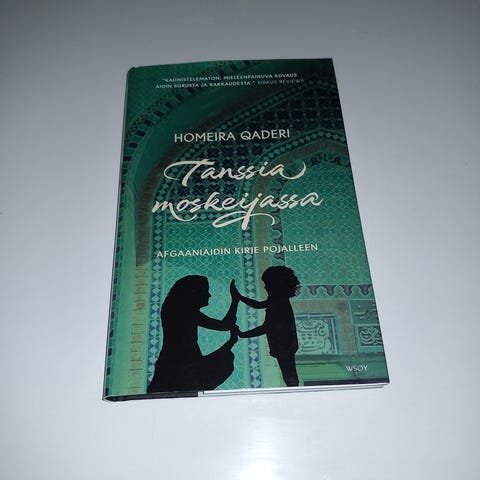 "KAUNISTELEMATON, MIELEENPAINUVA KUVAUS
ÄIDIN SURUSTA JA RAKKAUDESTA." KIRKUS REVIEWS
HOMEIRA QADERI
Tanssia
moskeijassa
AFGAANIÄIDIN KIRJE POJALLEEN
WSOY